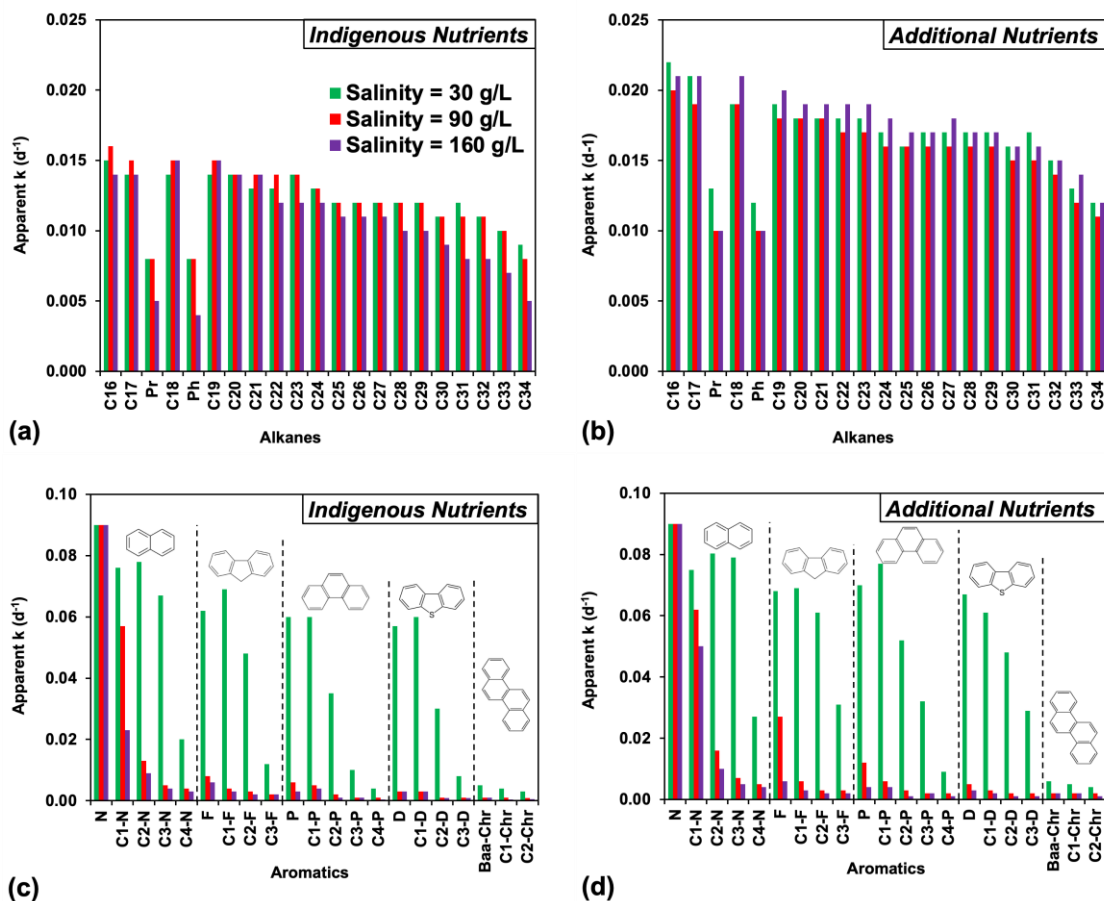 Indigenous Nutrients
Salinity = 30 g/L
Salinity = 90 g/L
Salinity = 160 g/L
0.025
0.020
0.015
0.010
0.005
0.000
Apparent k (d⁻¹)
C16 C17 Pr C18 Ph C19 C20 C21 C22 C23 C24 C25 C26 C27 C28 C29 C30 C31 C32 C33 C34
Alkanes
(a)
Additional Nutrients
0.025
0.020
0.015
0.010
0.005
0.000
Apparent k (d-1)
C16 C17 Pr C18 Ph C19 C20 C21 C22 C23 C24 C25 C26 C27 C28 C29 C30 C31 C32 C33 C34
Alkanes
(b)
Indigenous Nutrients
0.10
0.08
0.06
0.04
0.02
0.00
Apparent k (d⁻¹)
S
N C1-N C2-N C3-N C4-N F C1-F C2-F C3-F P C1-P C2-P C3-P C4-P D C1-D C2-D C3-D Baa-Chr C1-Chr C2-Chr
Aromatics
(c)
Additional Nutrients
0.10
0.08
0.06
0.04
0.02
0.00
Apparent k (d⁻¹)
S
N C1-N C2-N C3-N C4-N F C1-F C2-F C3-F P C1-P C2-P C3-P C4-P D C1-D C2-D C3-D Baa-Chr C1-Chr C2-Chr
Aromatics
(d)